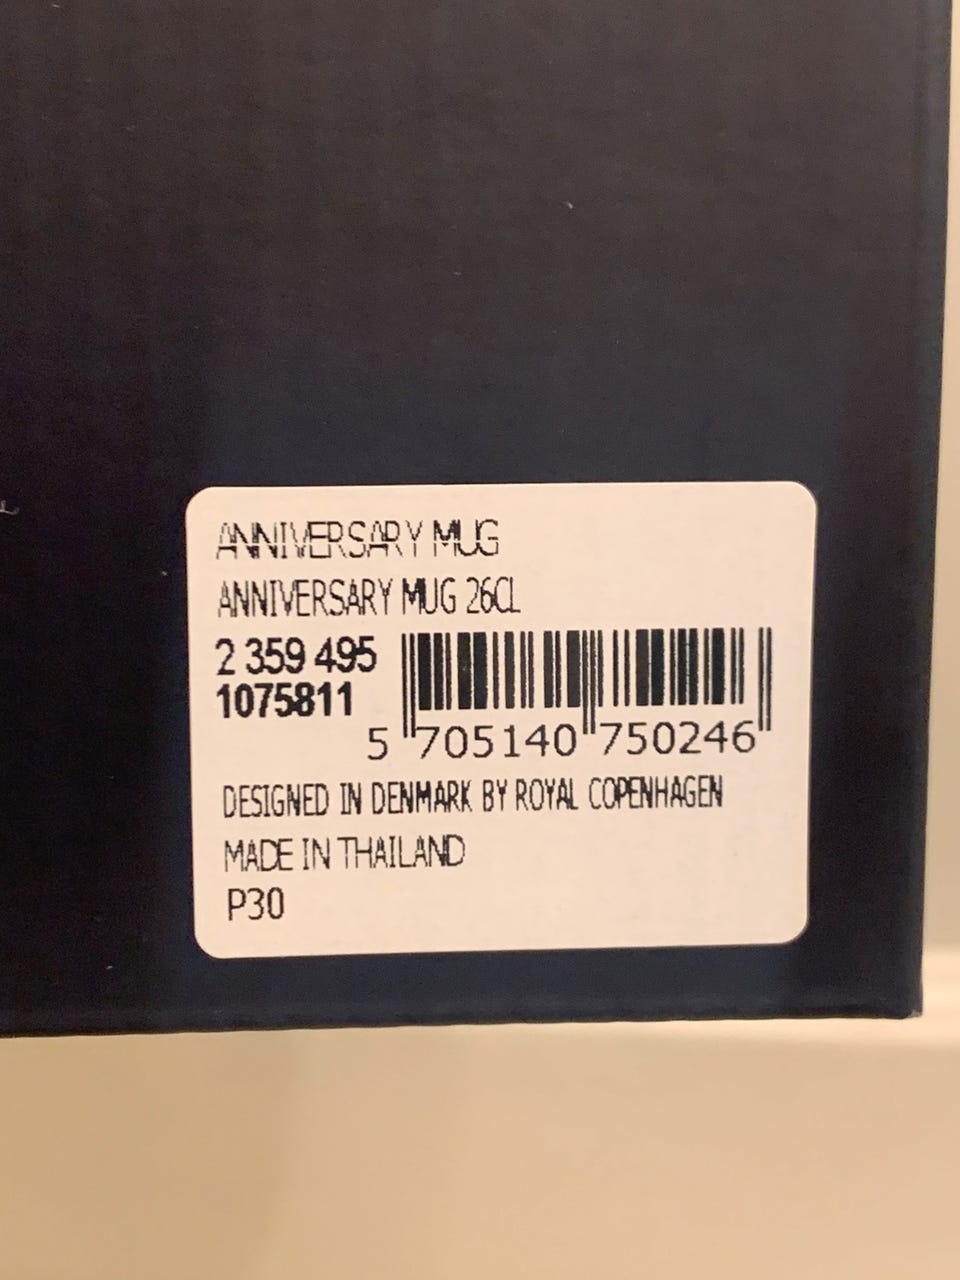 ANNIVERSARY MUG
ANNIVERSARY MUG 26CL
2 359 495
1075811
5 705140 750246
DESIGNED IN DENMARK BY ROYAL COPENHAGEN
MADE IN THAILAND
P30